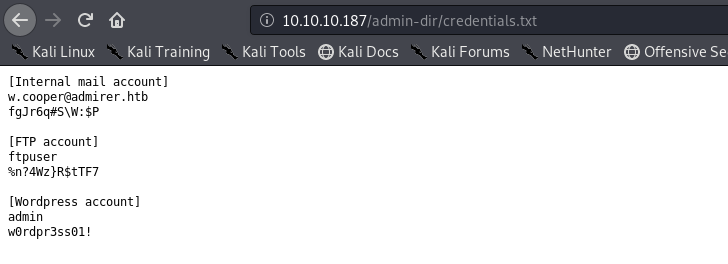 10.10.10.187/admin-dir/credentials.txt
Kali Linux Kali Training Kali Tools Kali Docs Kali Forums NetHunter Offensive Se
[Internal mail account]
w.cooper@admirer.htb
fgJr6q#S\W:$P
[FTP account]
ftpuser
%n?4Wz}R$tTF7
[Wordpress account]
admin
w0rdpr3ss01!